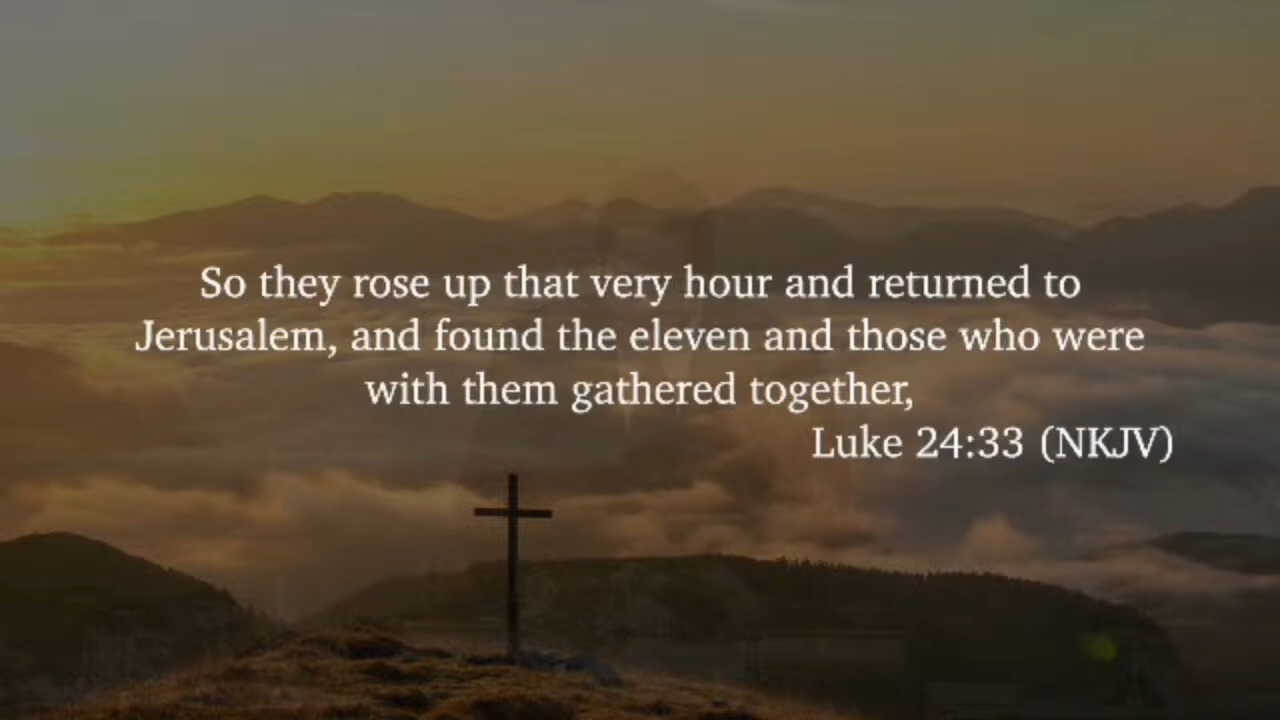 So they rose up that very hour and returned to
Jerusalem, and found the eleven and those who were
with them gathered together,
Luke 24:33 (NKJV)